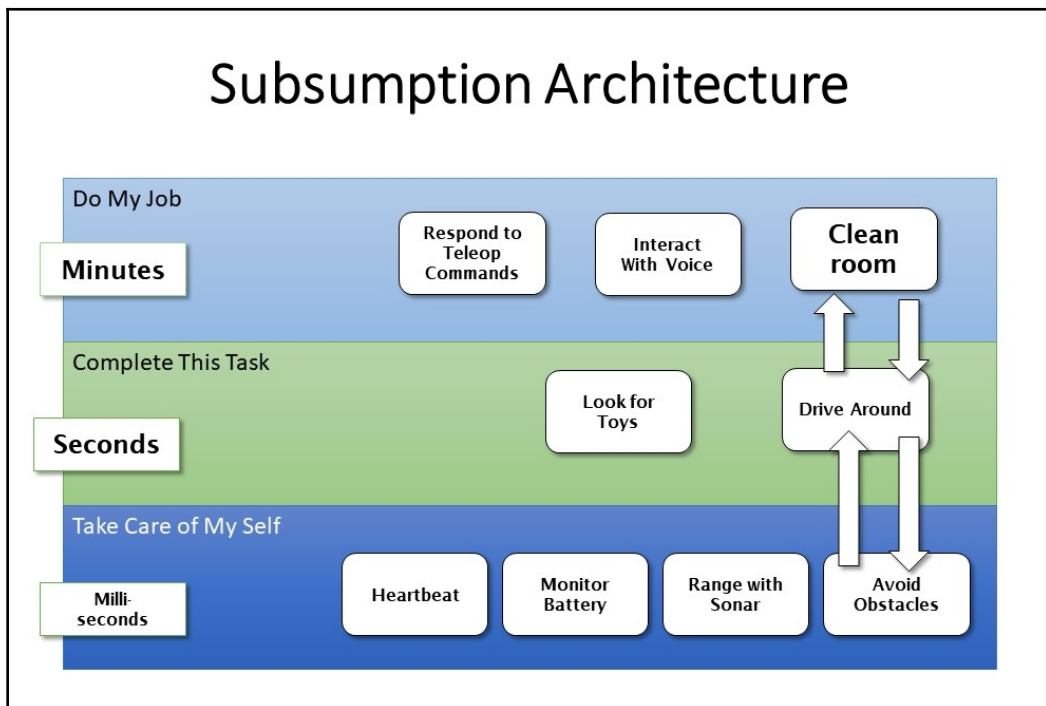 Subsumption Architecture
Do My Job
Minutes
Respond to
Teleop
Commands
Interact
With Voice
Clean
room
Complete This Task
Seconds
Look for
Toys
Drive Around
Take Care of My Self
Milli-
seconds
Heartbeat
Monitor
Battery
Range with
Sonar
Avoid
Obstacles